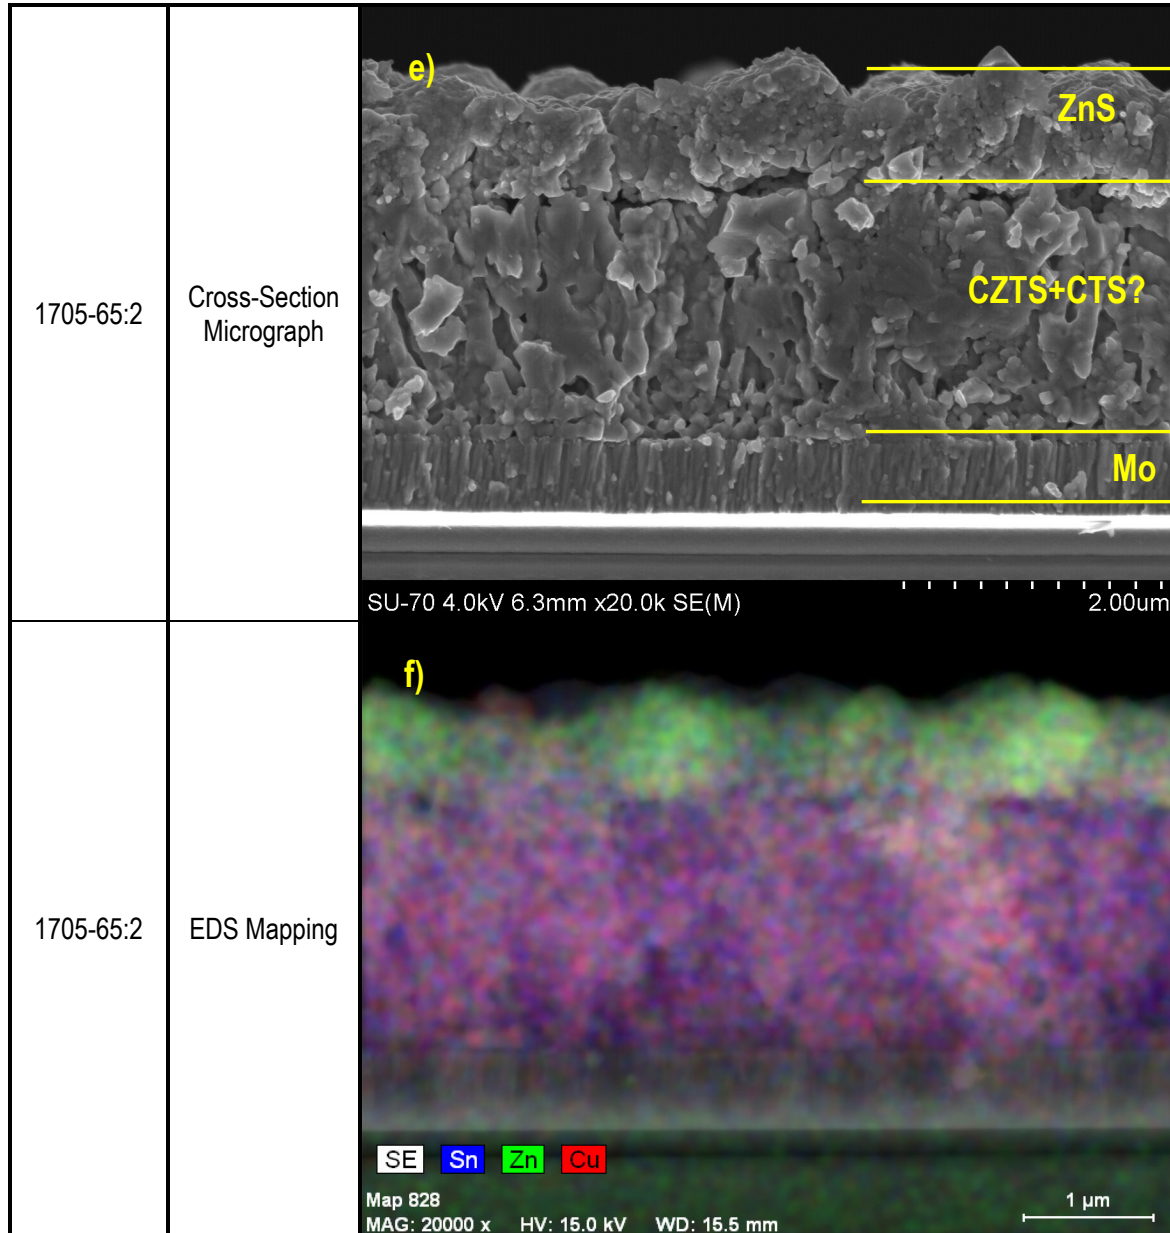 e)
ZnS
1705-65:2
Cross-Section
Micrograph
CZTS+CTS?
Mo
SU-70 4.0kV 6.3mm x20.0k SE(M)
2.00um
f)
1705-65:2
EDS Mapping
SE Sn Zn Cu
Map 828
1 µm
MAG: 20000 x HV: 15.0 kV WD: 15.5 mm